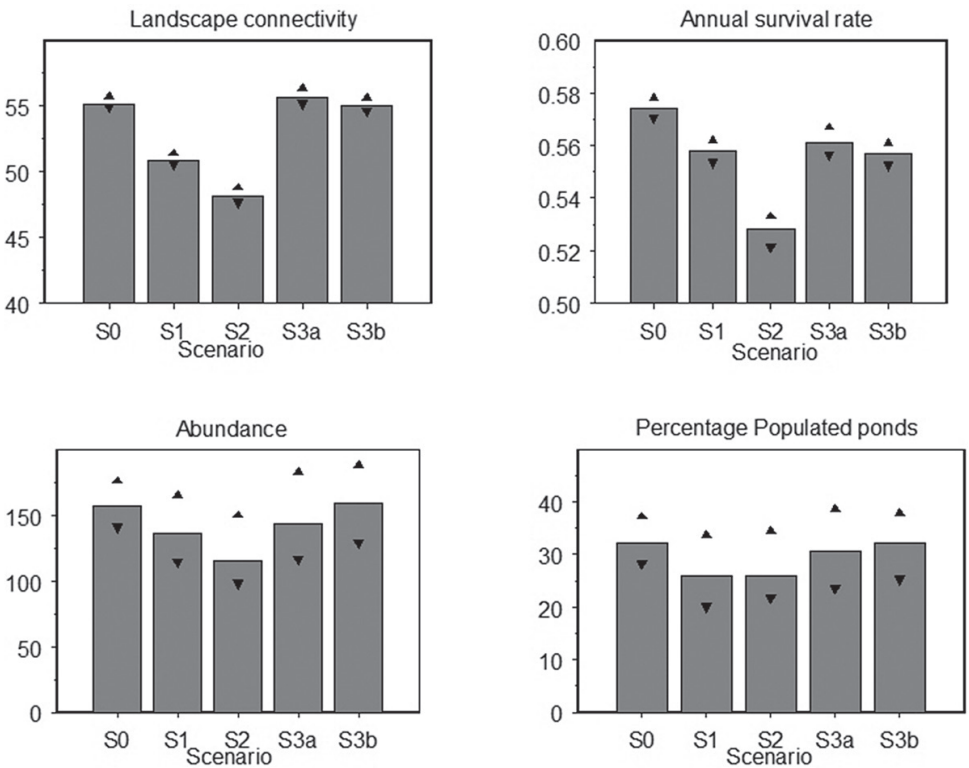 Landscape connectivity
55
50
45
40
S0 S1 S2 S3a S3b
Scenario
Annual survival rate
0.60
0.58
0.56
0.54
0.52
0.50
S0 S1 S2 S3a S3b
Scenario
Abundance
150
100
50
0
S0 S1 S2 S3a S3b
Scenario
Percentage Populated ponds
40
30
20
10
0
S0 S1 S2 S3a S3b
Scenario